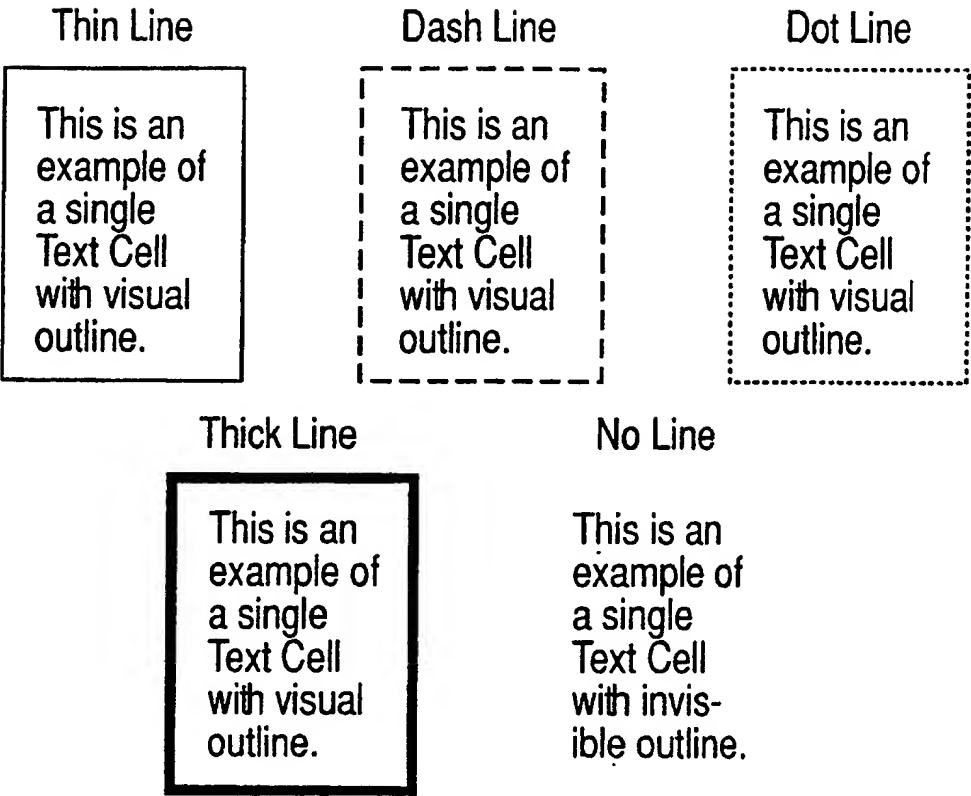 Thin Line
This is an
example of
a single
Text Cell
with visual
outline.
Dash Line
This is an
example of
a single
Text Cell
with visual
outline.
Dot Line
This is an
example of
a single
Text Cell
with visual
outline.
Thick Line
This is an
example of
a single
Text Cell
with visual
outline.
No Line
This is an
example of
a single
Text Cell
with invis-
ible outline.